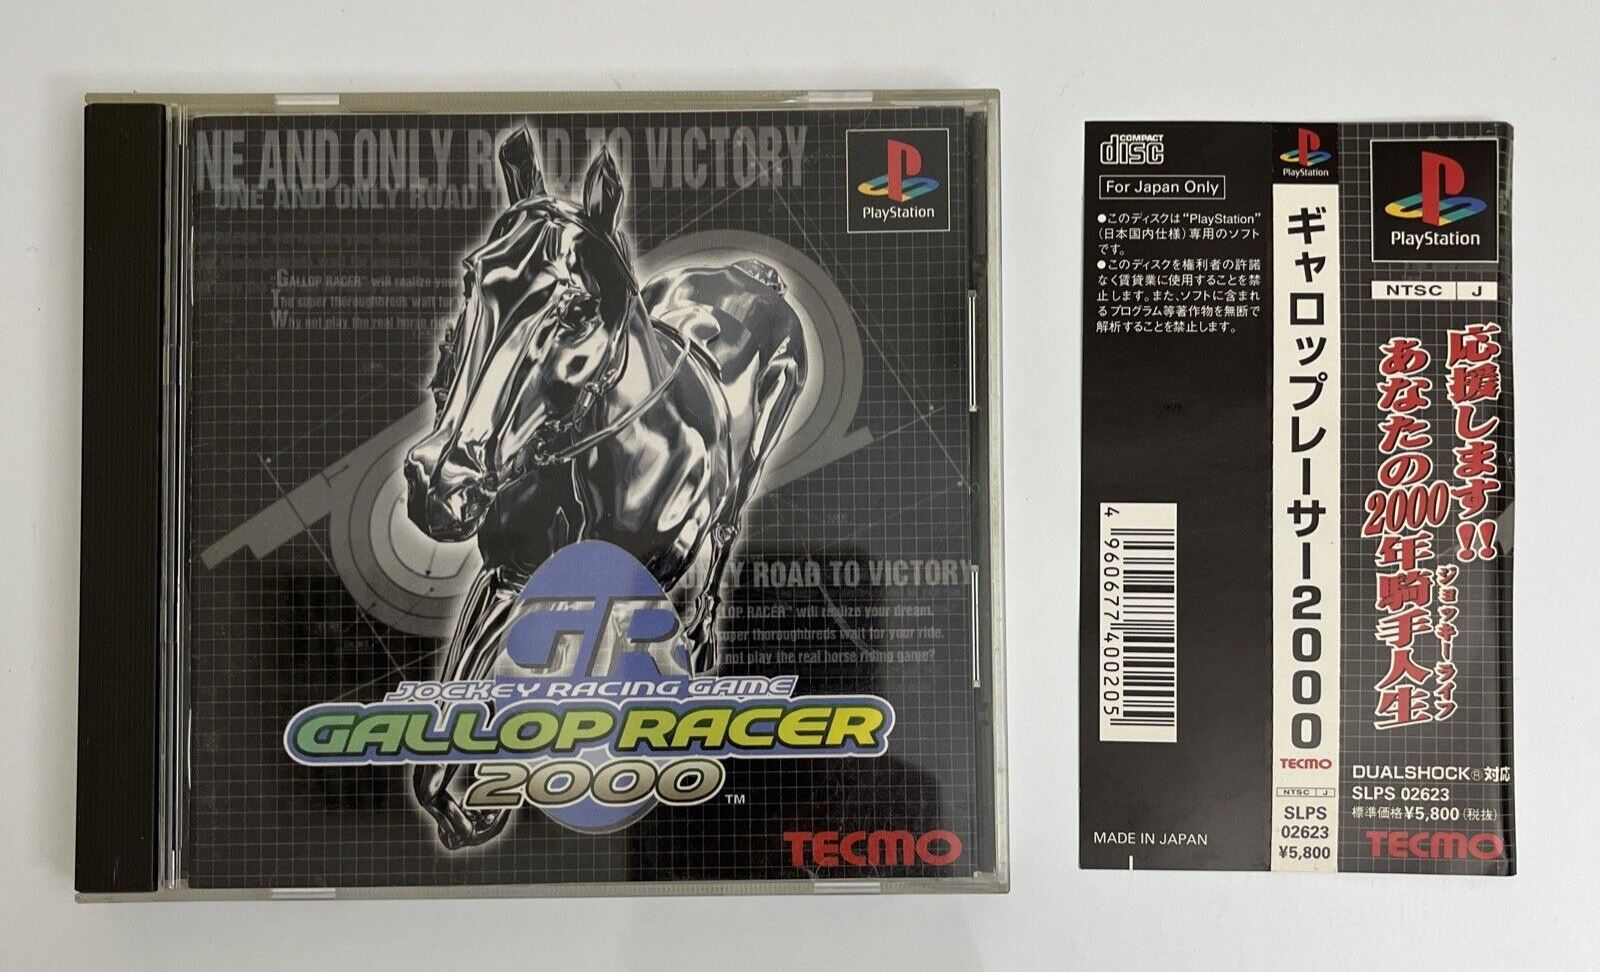 NE AND ONLY ROAD TO VICTORY
ONE AND ONLY ROAD
PlayStation
GALLOP RACER" will realize your
The super thoroughbreds wait for
Why not play the real horse
ONLY ROAD TO VICTORY
LOP RACER" will realize your dream.
super thoroughbreds wait for your ride.
not play the real horse riding game?
GR
JOCKEY RACING GAME
GALLOP RACER
2000 ™
TECMO
COMPACT
disc
For Japan Only
●このディスクは“PlayStation”
(日本国内仕様)専用のソフト
です。
●このディスクを権利者の許諾
なく賃貸業に使用することを禁
止します。また、ソフトに含まれ
るプログラム等著作物を無断で
解析することを禁止します。
4 960677 400205
MADE IN JAPAN
PlayStation
ギャロップレーサー2000
TECMO
NTSC J
SLPS
02623
¥5,800
PlayStation
NTSC J
応援します!!
あなたの2000年騎手人生
ジョッキーライフ
DUALSHOCK®対応
SLPS 02623
標準価格¥5,800(税抜)
TECMO